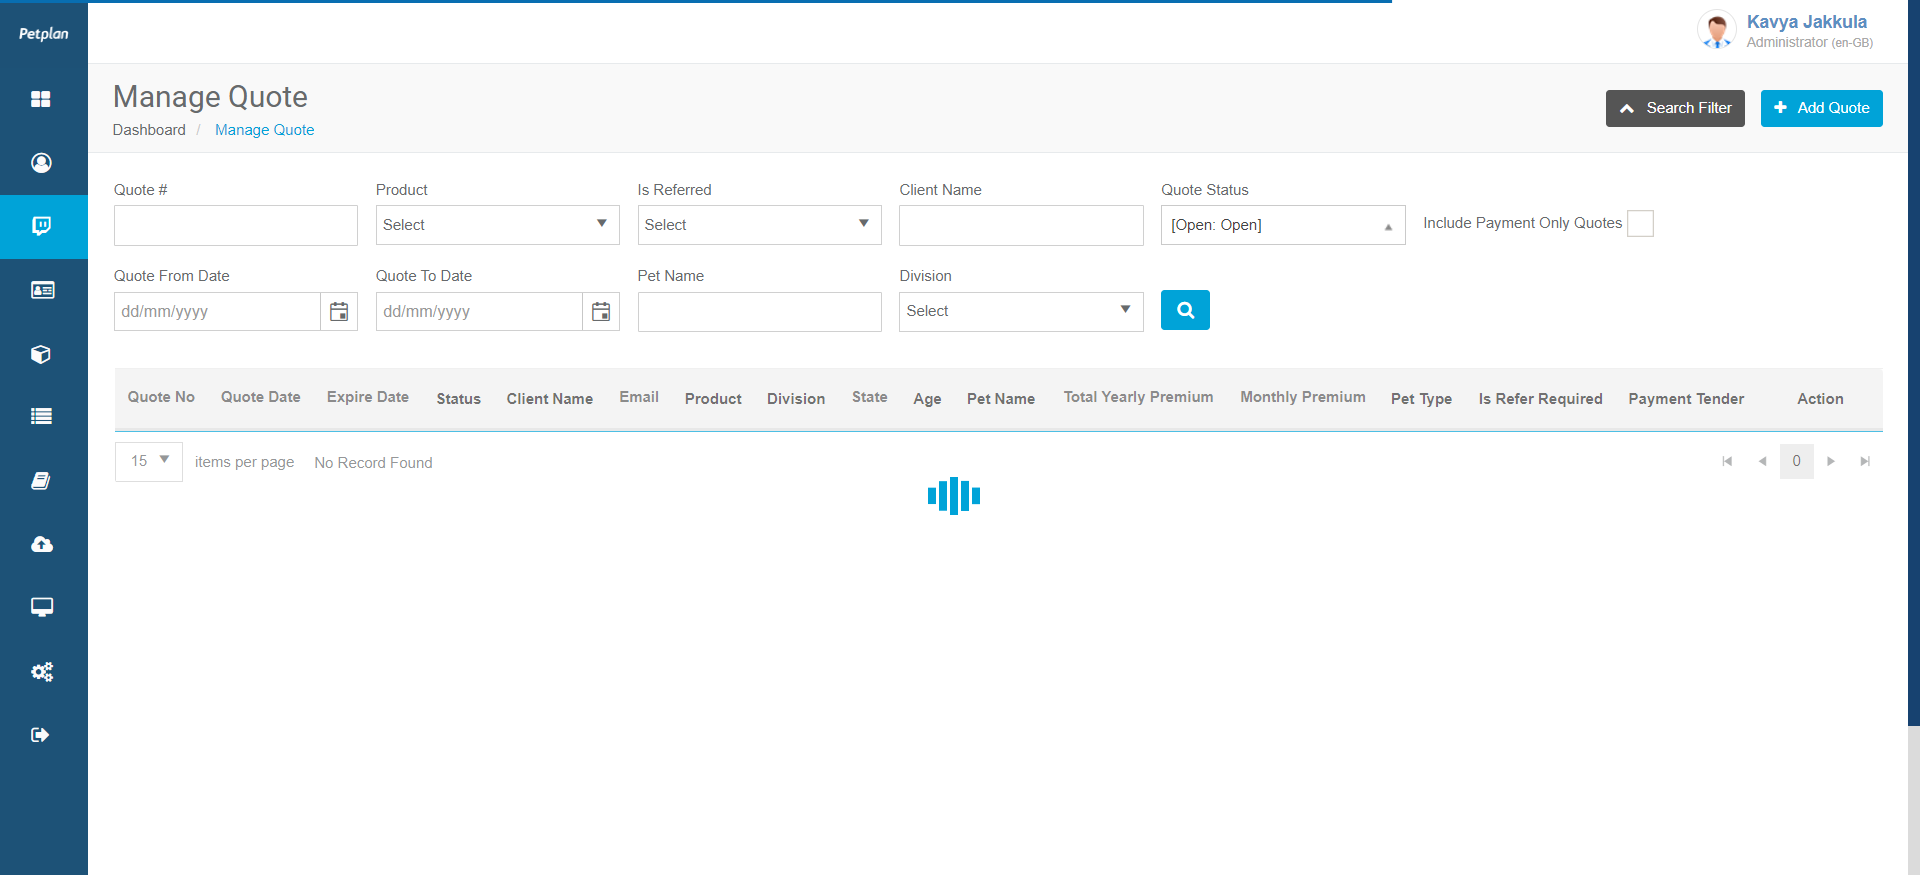 Petplan
Kavya Jakkula
Administrator (en-GB)
Manage Quote
Dashboard / Manage Quote
Search Filter
Add Quote
Quote # Product Is Referred Client Name Quote Status
Select Select [Open: Open] Include Payment Only Quotes
Quote From Date Quote To Date Pet Name Division
dd/mm/yyyy dd/mm/yyyy Select
Quote No Quote Date Expire Date Status Client Name Email Product Division State Age Pet Name Total Yearly Premium Monthly Premium Pet Type Is Refer Required Payment Tender Action
15 items per page No Record Found 0